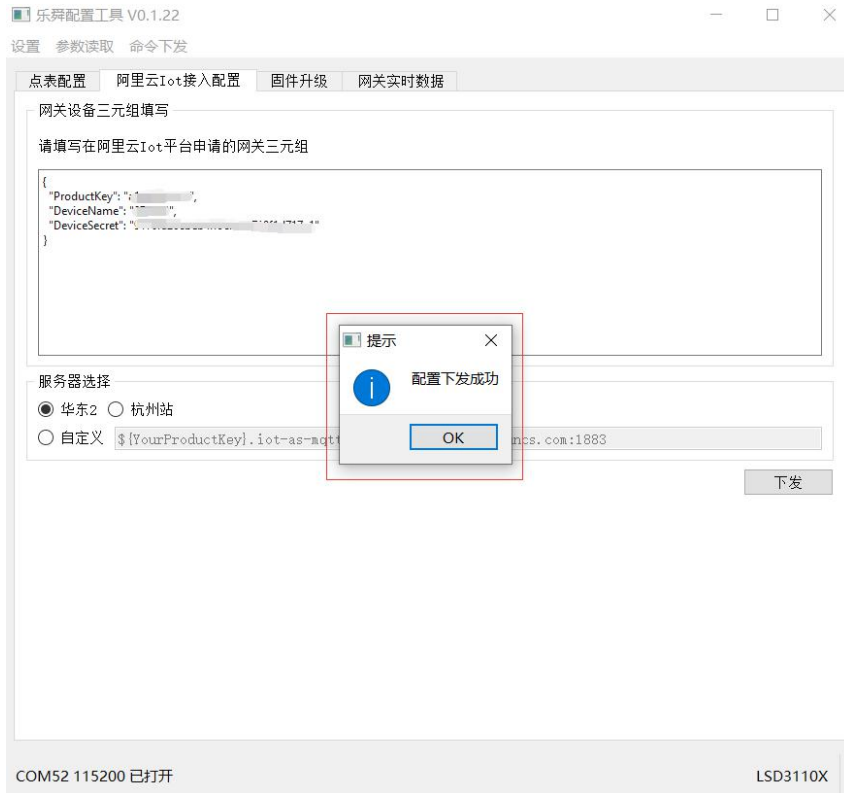 乐舜配置工具 V0.1.22
设置 参数读取 命令下发
点表配置 阿里云Iot接入配置 固件升级 网关实时数据
网关设备三元组填写
请填写在阿里云Iot平台申请的网关三元组
{
"ProductKey": "
"DeviceName": "
"DeviceSecret": "
}
提示
配置下发成功
OK
服务器选择
华东2 杭州站
自定义 ${YourProductKey}.iot-as-mqtt ncs.com:1883
下发
COM52 115200 已打开 LSD3110X